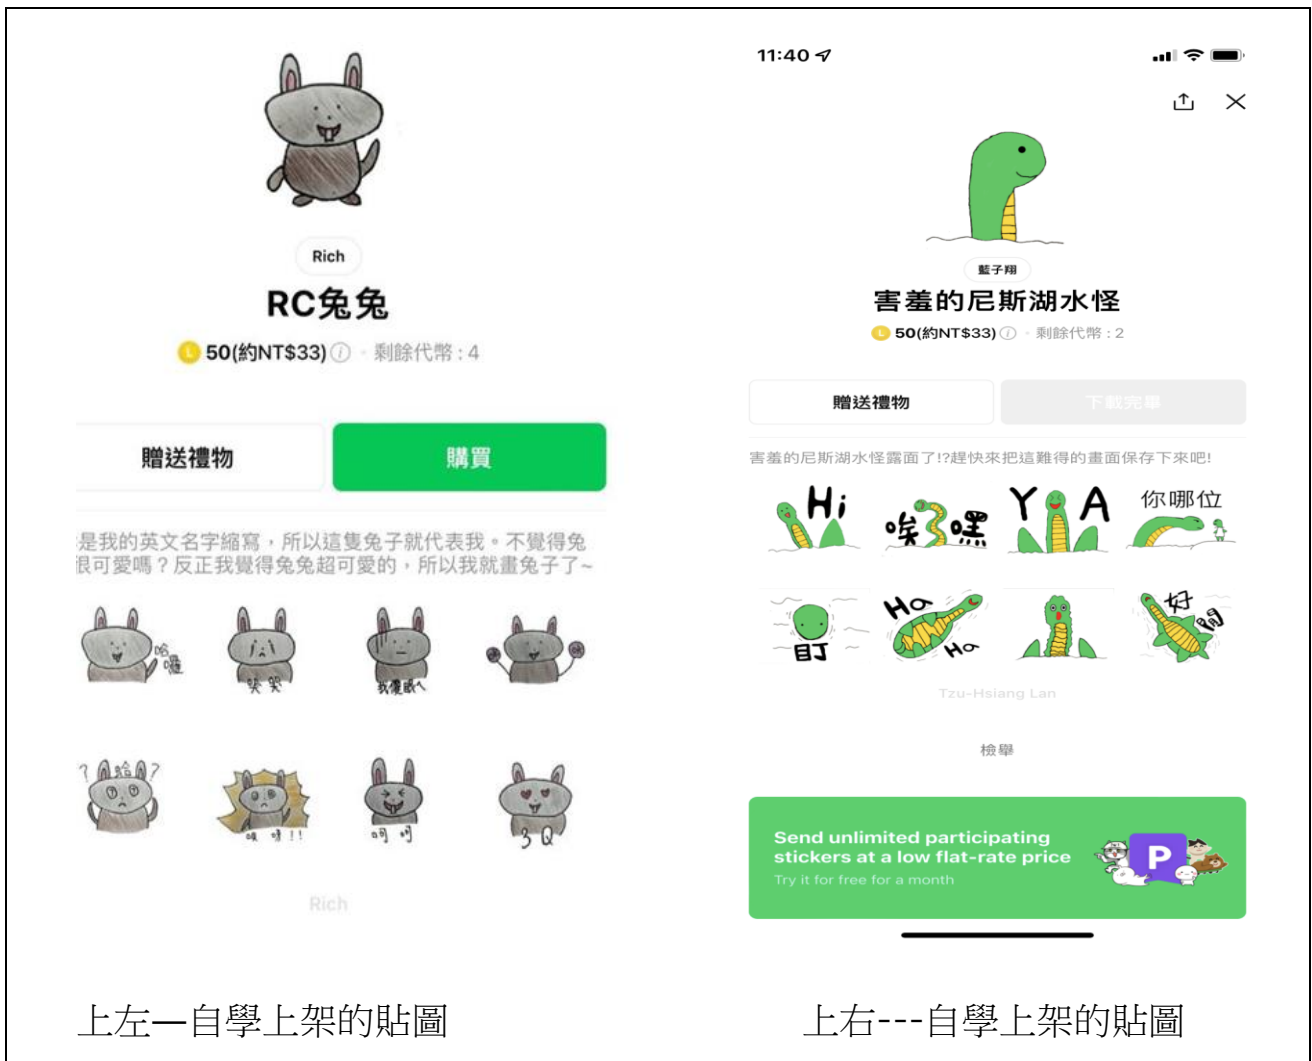 Rich
RC兔兔
50(約NT$33) 剩餘代幣 : 4
贈送禮物
購買
是我的英文名字縮寫，所以這隻兔子就代表我。不覺得兔
很可愛嗎？反正我覺得兔兔超可愛的，所以我就畫兔子了~
哈囉
哭哭
我傻眼
? 哈 ?
!!
呵呵
3Q
Rich
上左—自學上架的貼圖
11:40
藍子翔
害羞的尼斯湖水怪
50(約NT$33) 剩餘代幣 : 2
贈送禮物
下載完畢
害羞的尼斯湖水怪露面了!?趕快來把這難得的畫面保存下來吧!
Hi
唉嘿
YA
你哪位
盯
Ha
Ha
好
Tzu-Hsiang Lan
檢舉
Send unlimited participating
stickers at a low flat-rate price
Try it for free for a month
P
上右---自學上架的貼圖